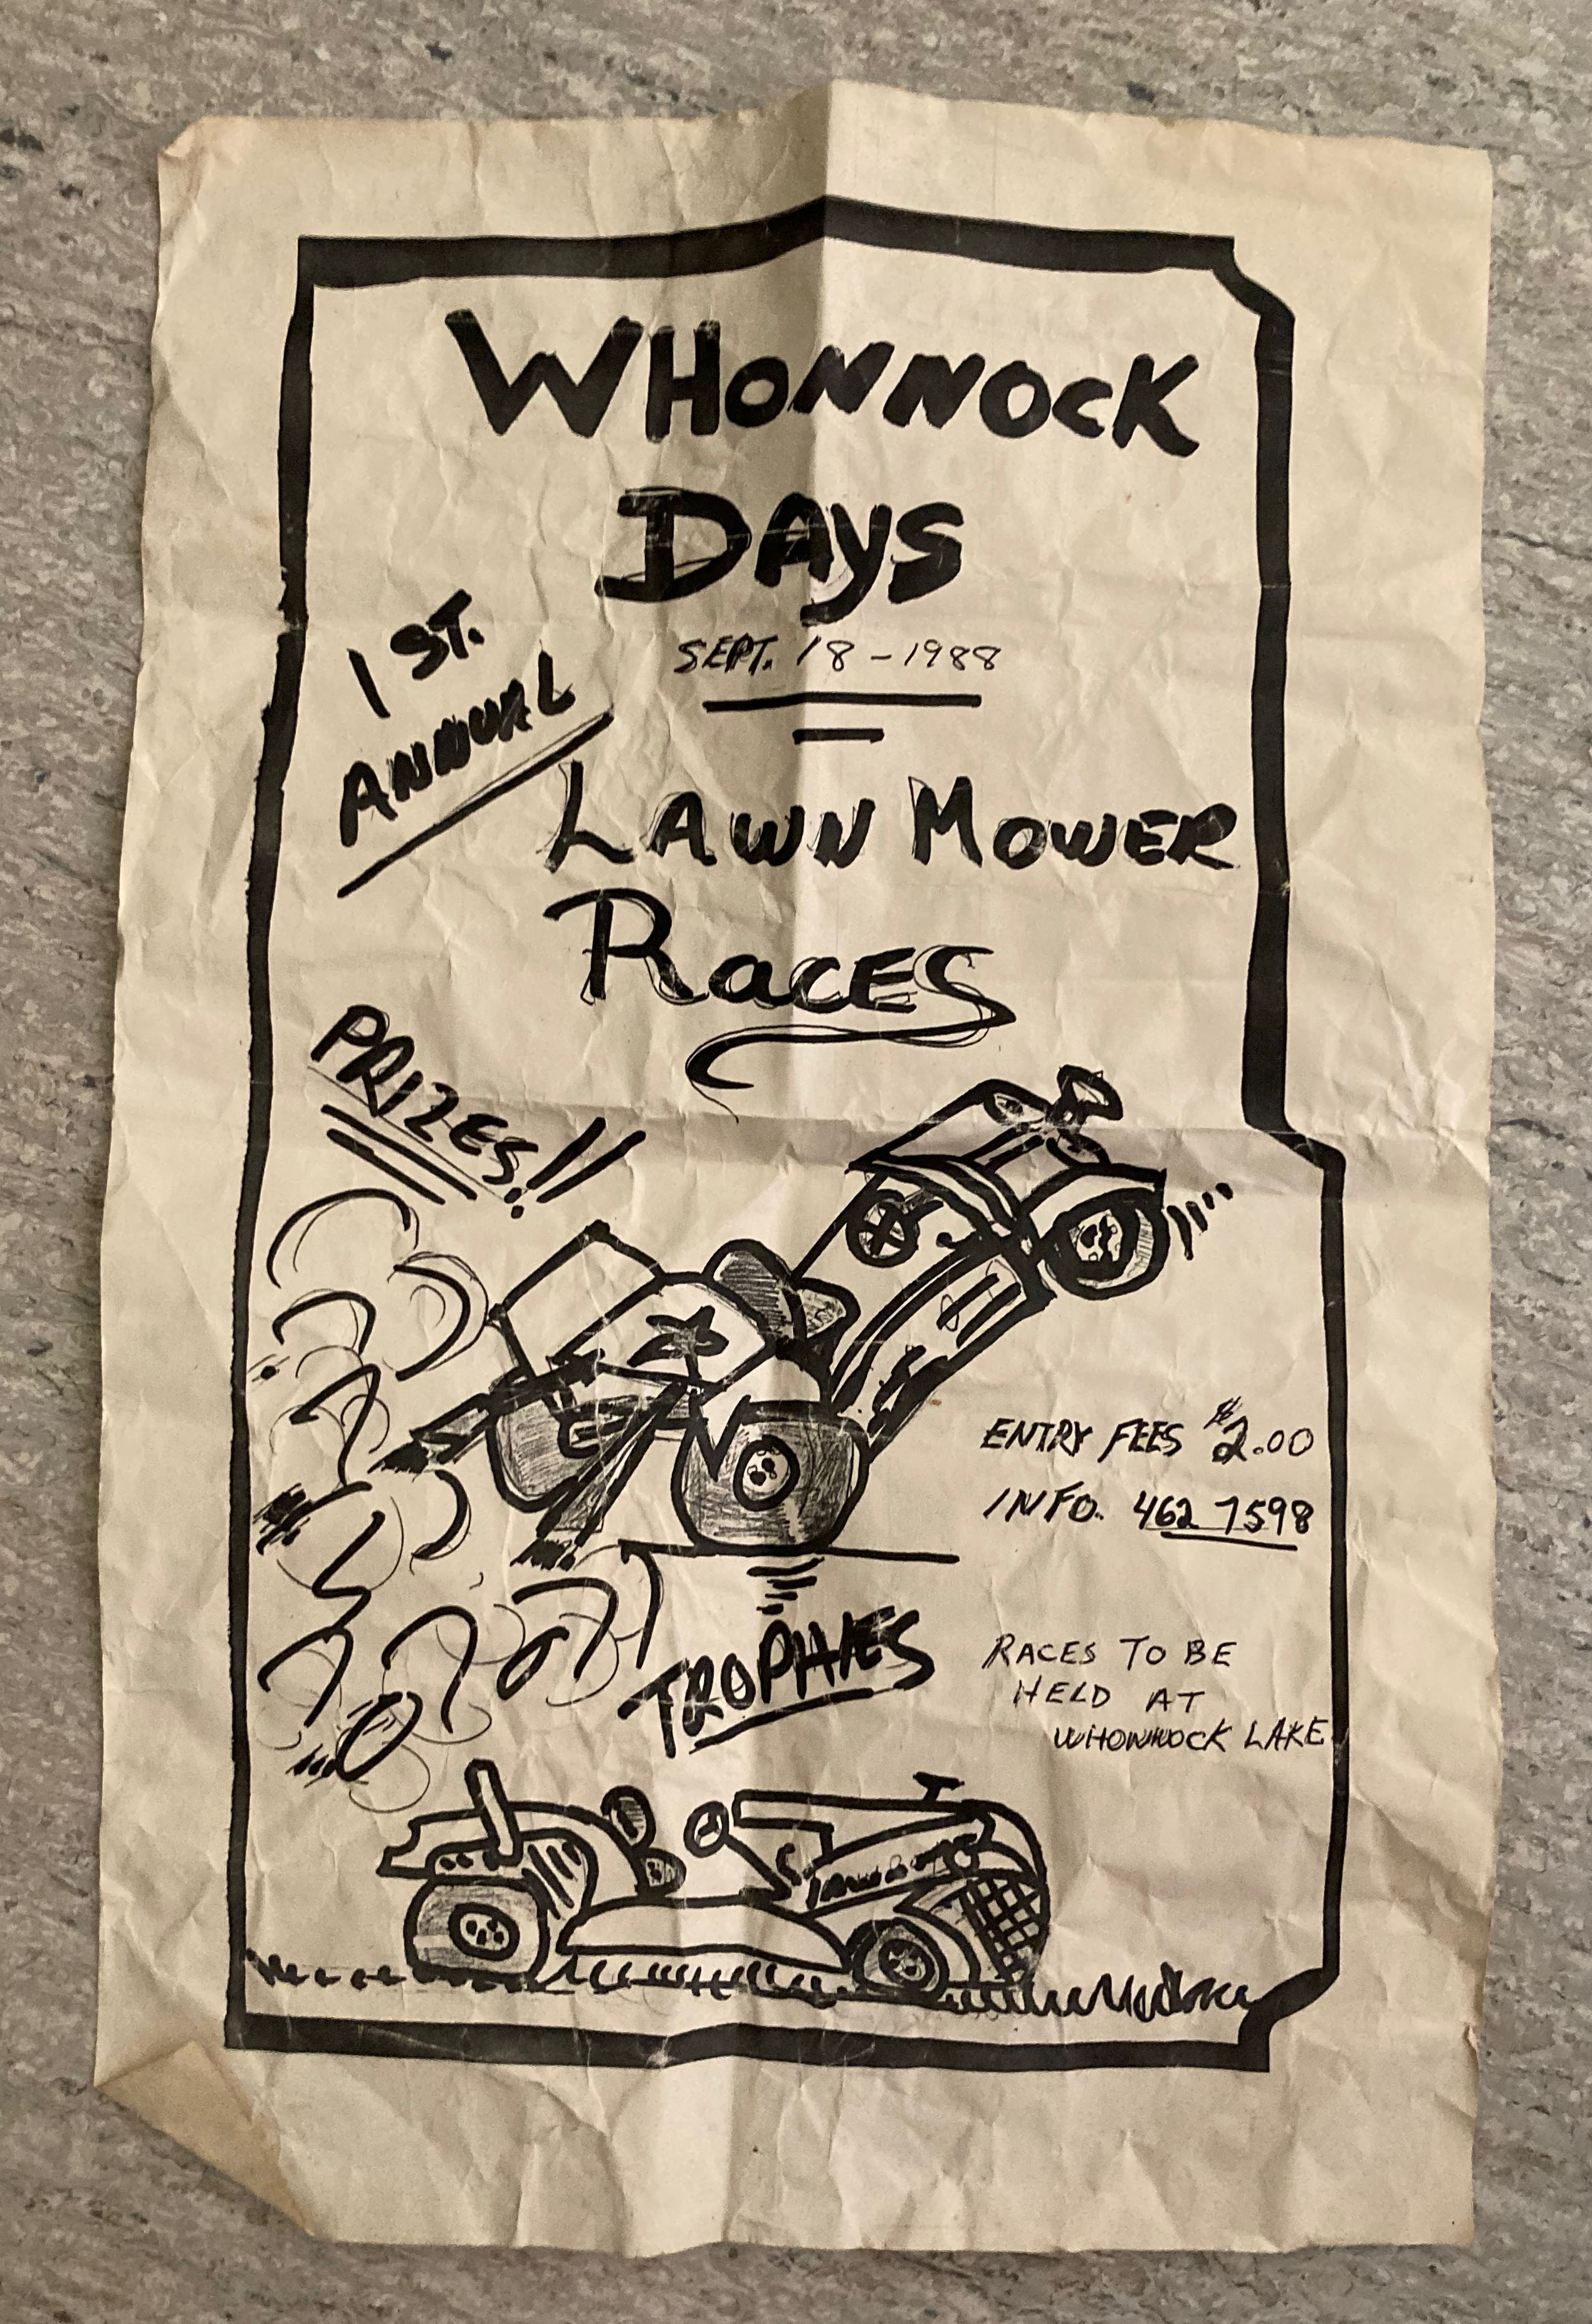 WHONNOCK
DAYS
SEPT. 18 - 1988
1 ST.
ANNUAL
LAWN MOWER
RACES
PRIZES!!
ENTRY FEES $2.00
INFO. 462 7598
TROPHIES
RACES TO BE
HELD AT
WHONNOCK LAKE